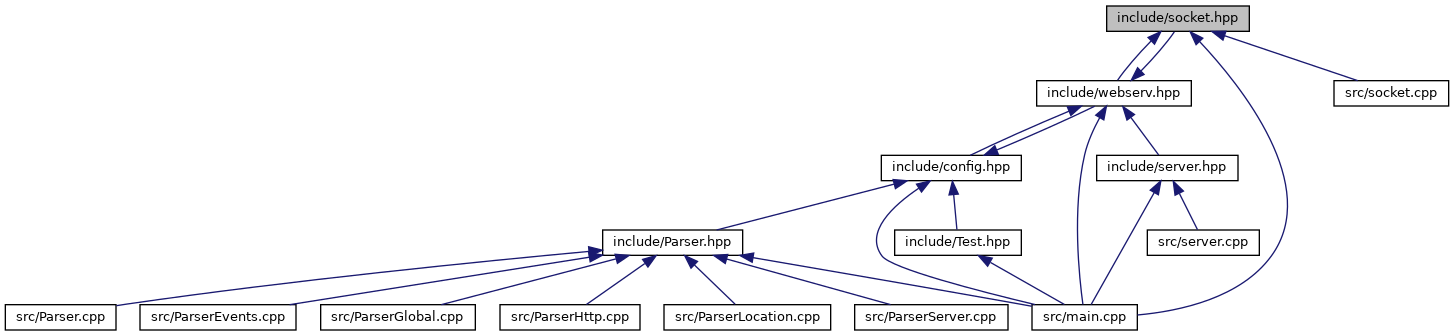 include/socket.hpp
include/webserv.hpp
src/socket.cpp
include/config.hpp
include/server.hpp
include/Parser.hpp
include/Test.hpp
src/server.cpp
src/Parser.cpp
src/ParserEvents.cpp
src/ParserGlobal.cpp
src/ParserHttp.cpp
src/ParserLocation.cpp
src/ParserServer.cpp
src/main.cpp